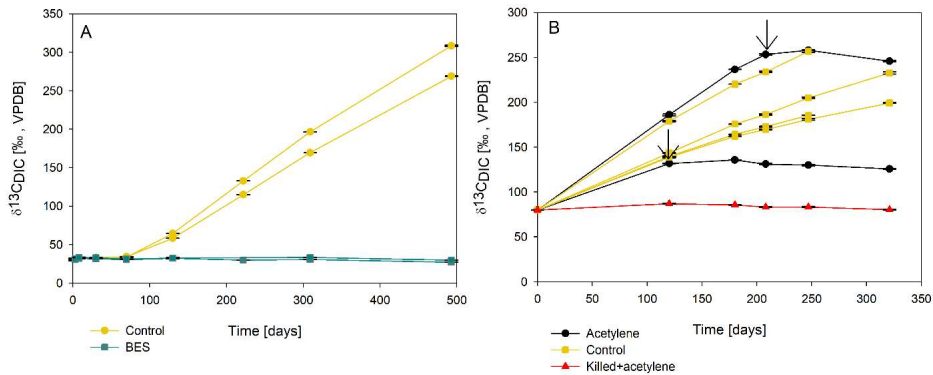 A
δ13CDIC [‰, VPDB]
350
300
250
200
150
100
50
0
0 100 200 300 400 500
Time [days]
Control
BES
B
δ13CDIC [‰, VPDB]
300
250
200
150
100
50
0
0 50 100 150 200 250 300 350
Time [days]
Acetylene
Control
Killed+acetylene